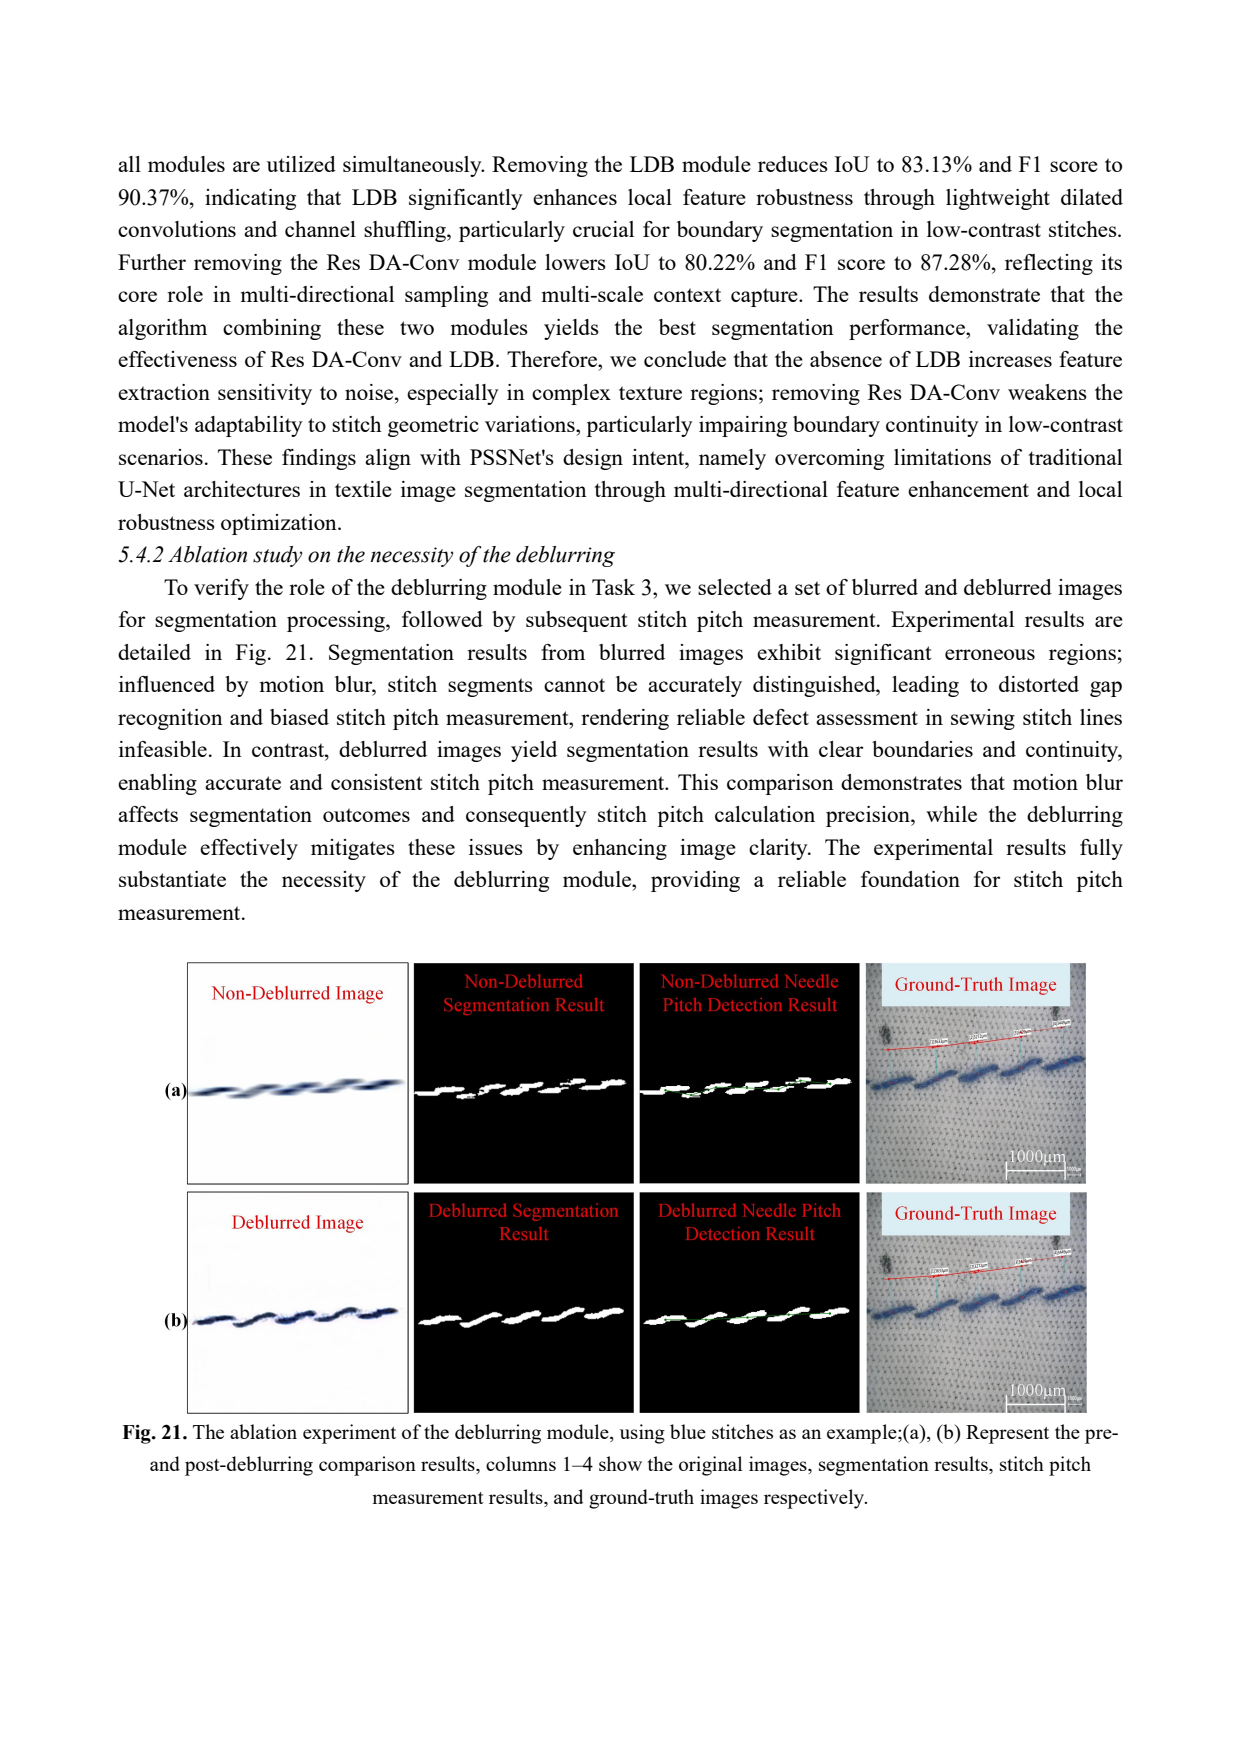 all modules are utilized simultaneously. Removing the LDB module reduces IoU to 83.13% and F1 score to
90.37%, indicating that LDB significantly enhances local feature robustness through lightweight dilated
convolutions and channel shuffling, particularly crucial for boundary segmentation in low-contrast stitches.
Further removing the Res DA-Conv module lowers IoU to 80.22% and F1 score to 87.28%, reflecting its
core role in multi-directional sampling and multi-scale context capture. The results demonstrate that the
algorithm combining these two modules yields the best segmentation performance, validating the
effectiveness of Res DA-Conv and LDB. Therefore, we conclude that the absence of LDB increases feature
extraction sensitivity to noise, especially in complex texture regions; removing Res DA-Conv weakens the
model's adaptability to stitch geometric variations, particularly impairing boundary continuity in low-contrast
scenarios. These findings align with PSSNet's design intent, namely overcoming limitations of traditional
U-Net architectures in textile image segmentation through multi-directional feature enhancement and local
robustness optimization.
5.4.2 Ablation study on the necessity of the deblurring
To verify the role of the deblurring module in Task 3, we selected a set of blurred and deblurred images
for segmentation processing, followed by subsequent stitch pitch measurement. Experimental results are
detailed in Fig. 21. Segmentation results from blurred images exhibit significant erroneous regions;
influenced by motion blur, stitch segments cannot be accurately distinguished, leading to distorted gap
recognition and biased stitch pitch measurement, rendering reliable defect assessment in sewing stitch lines
infeasible. In contrast, deblurred images yield segmentation results with clear boundaries and continuity,
enabling accurate and consistent stitch pitch measurement. This comparison demonstrates that motion blur
affects segmentation outcomes and consequently stitch pitch calculation precision, while the deblurring
module effectively mitigates these issues by enhancing image clarity. The experimental results fully
substantiate the necessity of the deblurring module, providing a reliable foundation for stitch pitch
measurement.
Non-Deblurred Image
Non-Deblurred
Segmentation Result
Non-Deblurred Needle
Pitch Detection Result
Ground-Truth Image
(a)
1000μm
Deblurred Image
Deblurred Segmentation
Result
Deblurred Needle Pitch
Detection Result
Ground-Truth Image
(b)
1000μm
Fig. 21. The ablation experiment of the deblurring module, using blue stitches as an example;(a), (b) Represent the pre-
and post-deblurring comparison results, columns 1–4 show the original images, segmentation results, stitch pitch
measurement results, and ground-truth images respectively.